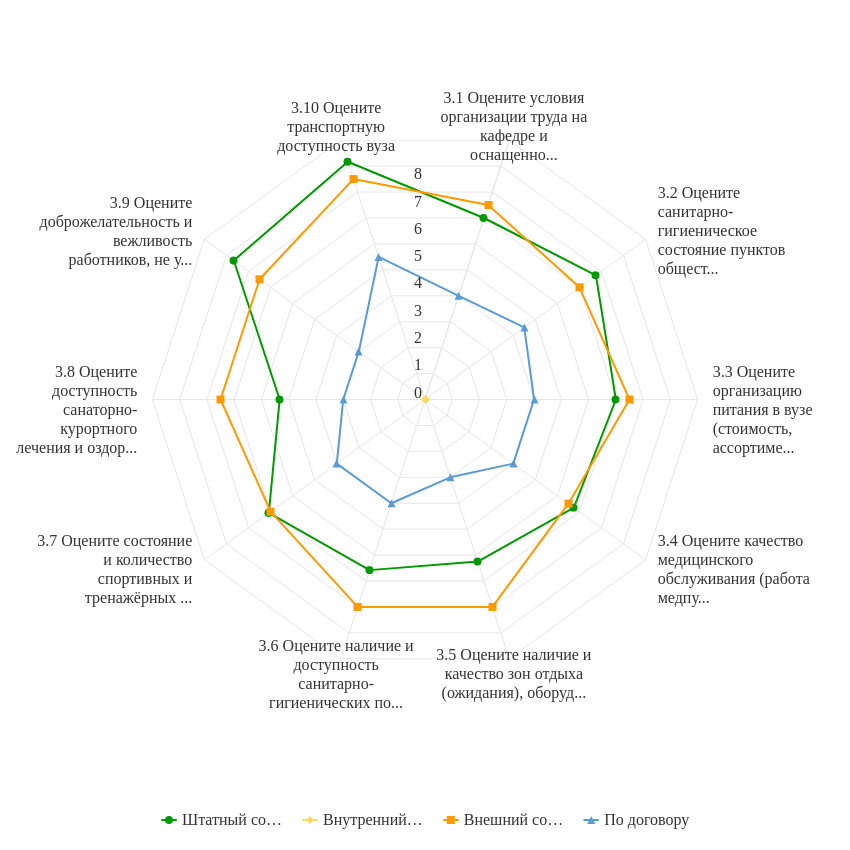 3.10 Оцените
транспортную
доступность вуза
3.1 Оцените условия
организации труда на
кафедре и
оснащенно...
3.9 Оцените
доброжелательность и
вежливость
работников, не у...
3.2 Оцените
санитарно-
гигиеническое
состояние пунктов
общест...
8
7
6
5
4
3
2
1
0
3.8 Оцените
доступность
санаторно-
курортного
лечения и оздор...
3.3 Оцените
организацию
питания в вузе
(стоимость,
ассортиме...
3.7 Оцените состояние
и количество
спортивных и
тренажёрных ...
3.4 Оцените качество
медицинского
обслуживания (работа
медпу...
3.6 Оцените наличие и
доступность
санитарно-
гигиенических по...
3.5 Оцените наличие и
качество зон отдыха
(ожидания), оборуд...
Штатный со… Внутренний… Внешний со… По договору